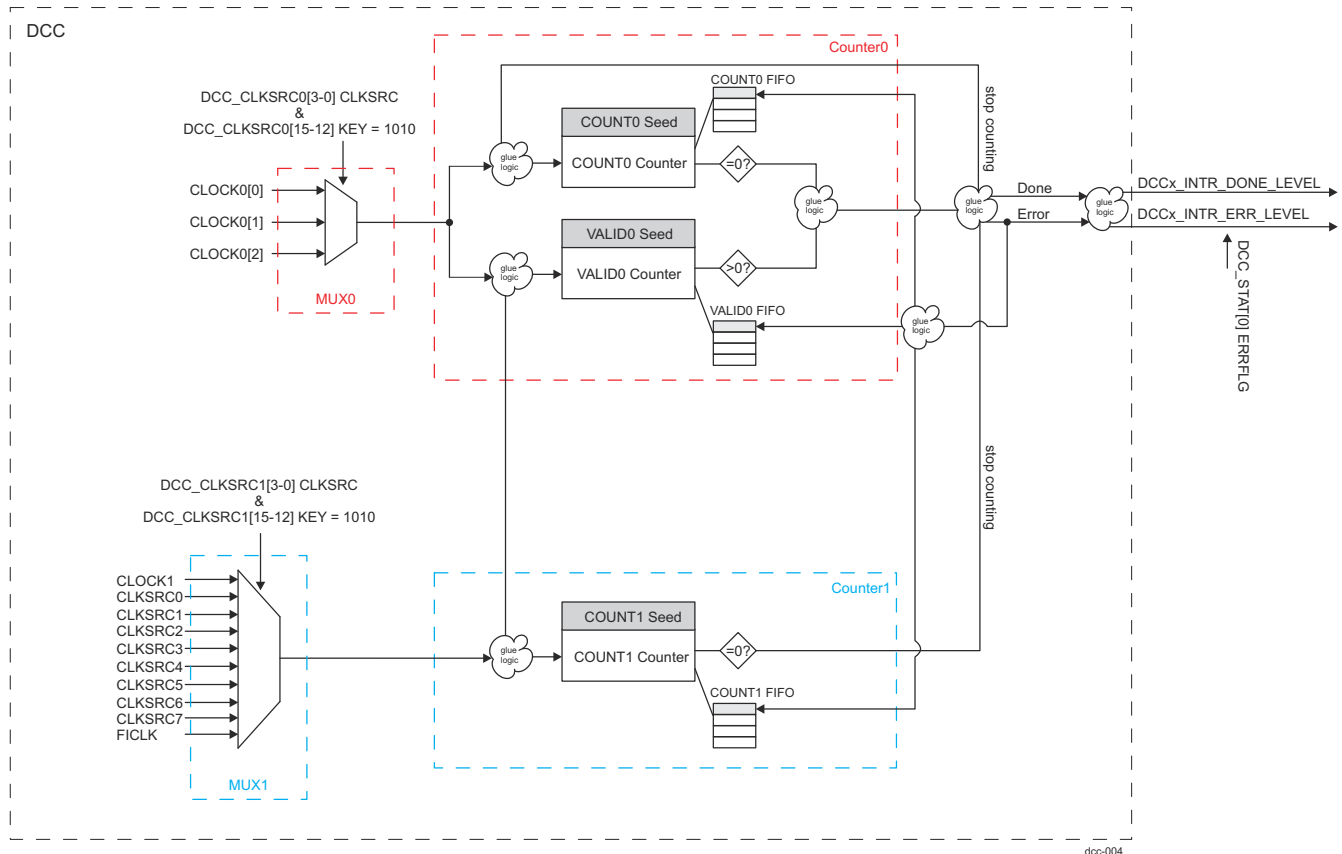 DCC
Counter0
COUNT0 FIFO
DCC_CLKSRC0[3-0] CLKSRC
&
DCC_CLKSRC0[15-12] KEY = 1010
stop counting
COUNT0 Seed
COUNT0 Counter
glue
logic
=0?
CLOCK0[0]
CLOCK0[1]
CLOCK0[2]
MUX0
glue
logic
glue
logic
Done
Error
glue
logic
DCCx_INTR_DONE_LEVEL
DCCx_INTR_ERR_LEVEL
VALID0 Seed
VALID0 Counter
glue
logic
>0?
VALID0 FIFO
glue
logic
DCC_STAT[0] ERRFLG
stop counting
DCC_CLKSRC1[3-0] CLKSRC
&
DCC_CLKSRC1[15-12] KEY = 1010
Counter1
CLOCK1
CLKSRC0
CLKSRC1
CLKSRC2
CLKSRC3
CLKSRC4
CLKSRC5
CLKSRC6
CLKSRC7
FICLK
MUX1
COUNT1 Seed
COUNT1 Counter
glue
logic
=0?
COUNT1 FIFO
dcc-004